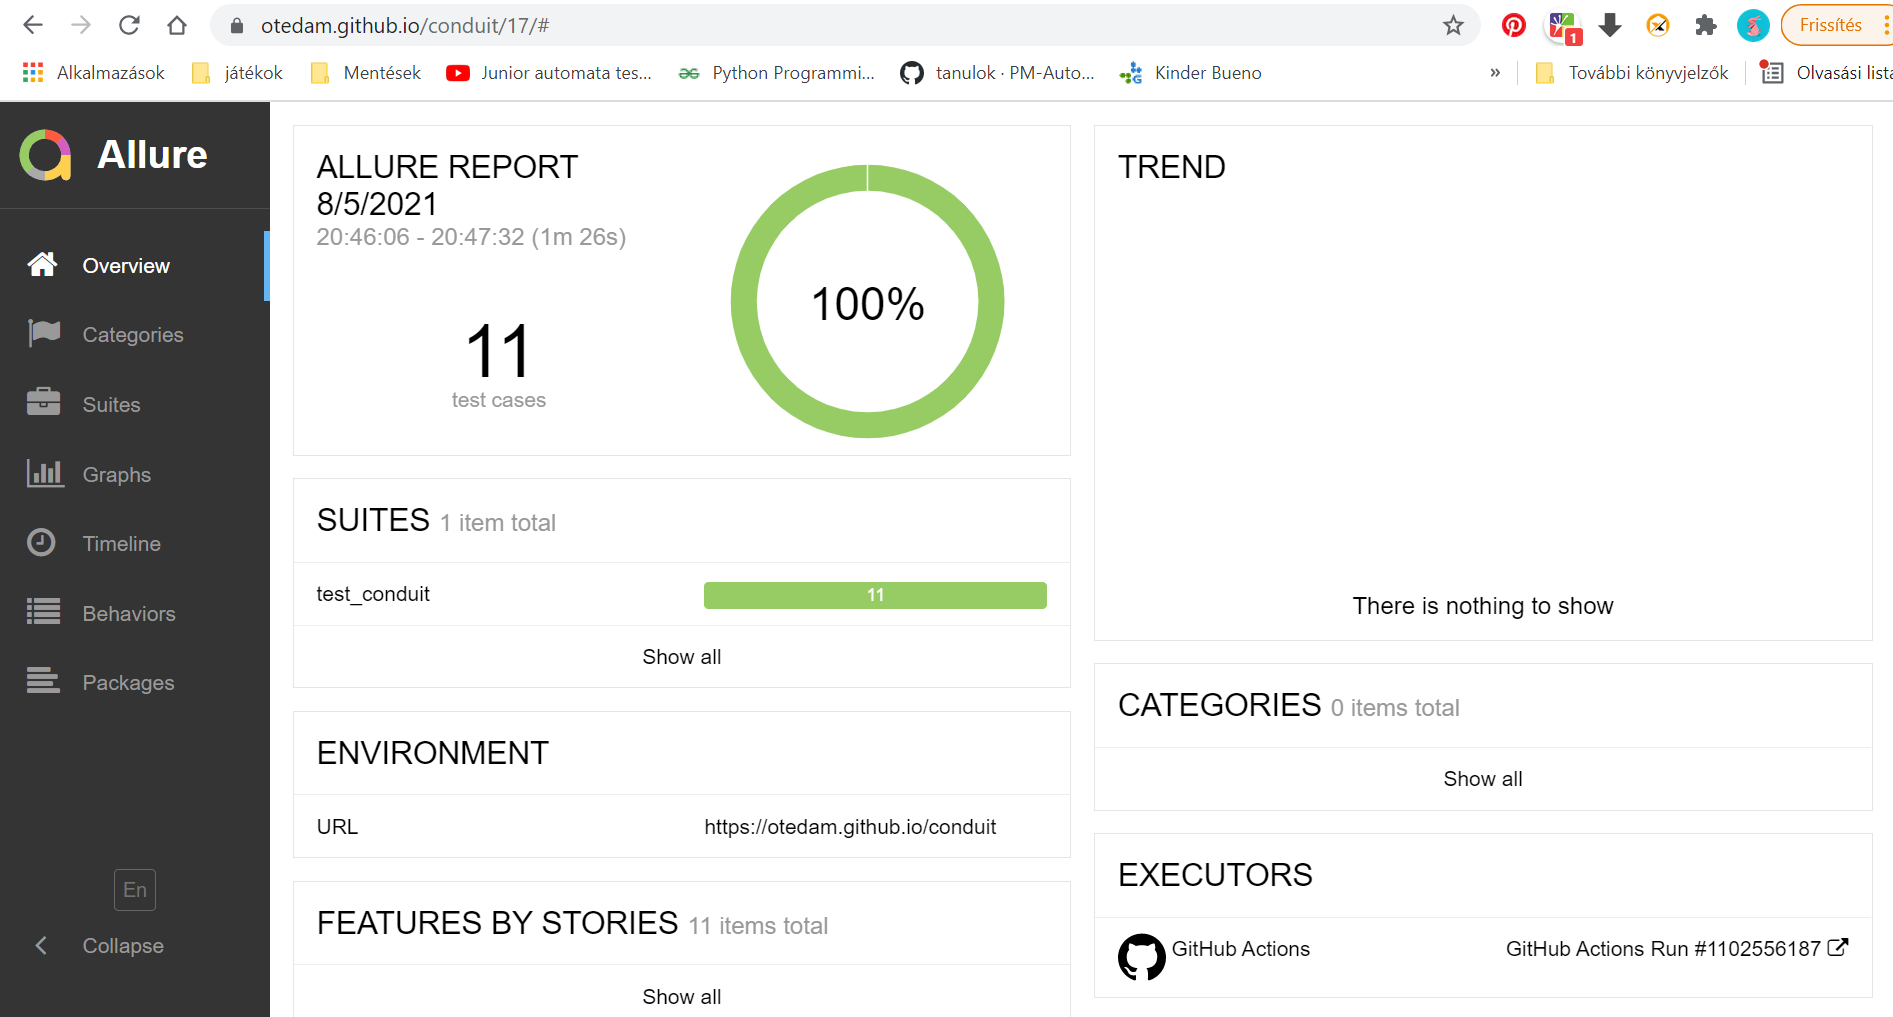 otedam.github.io/conduit/17/#
1
Frissítés
Alkalmazások
játékok
Mentések
Junior automata tes...
Python Programmi...
tanulok · PM-Auto...
Kinder Bueno
»
További könyvjelzők
Olvasási lista
Allure
Overview
Categories
Suites
Graphs
Timeline
Behaviors
Packages
En
Collapse
ALLURE REPORT
8/5/2021
20:46:06 - 20:47:32 (1m 26s)
11
test cases
100%
SUITES 1 item total
test_conduit 11
Show all
ENVIRONMENT
URL https://otedam.github.io/conduit
FEATURES BY STORIES 11 items total
Show all
TREND
There is nothing to show
CATEGORIES 0 items total
Show all
EXECUTORS
GitHub Actions GitHub Actions Run #1102556187